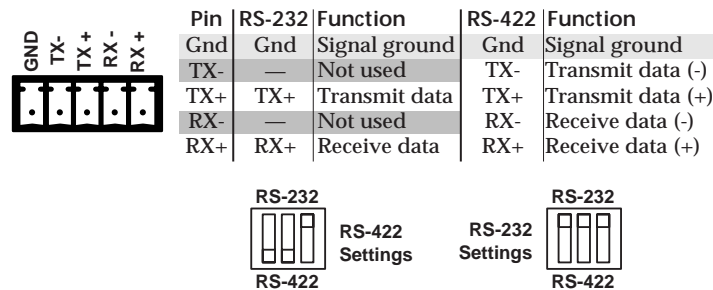 GND
TX-
TX+
RX -
RX +
Pin RS-232 Function RS-422 Function
Gnd Gnd Signal ground Gnd Signal ground
TX- — Not used TX- Transmit data (-)
TX+ TX+ Transmit data TX+ Transmit data (+)
RX- — Not used RX- Receive data (-)
RX+ RX+ Receive data RX+ Receive data (+)
RS-232
RS-422
Settings
RS-422
RS-232
RS-232
Settings
RS-422